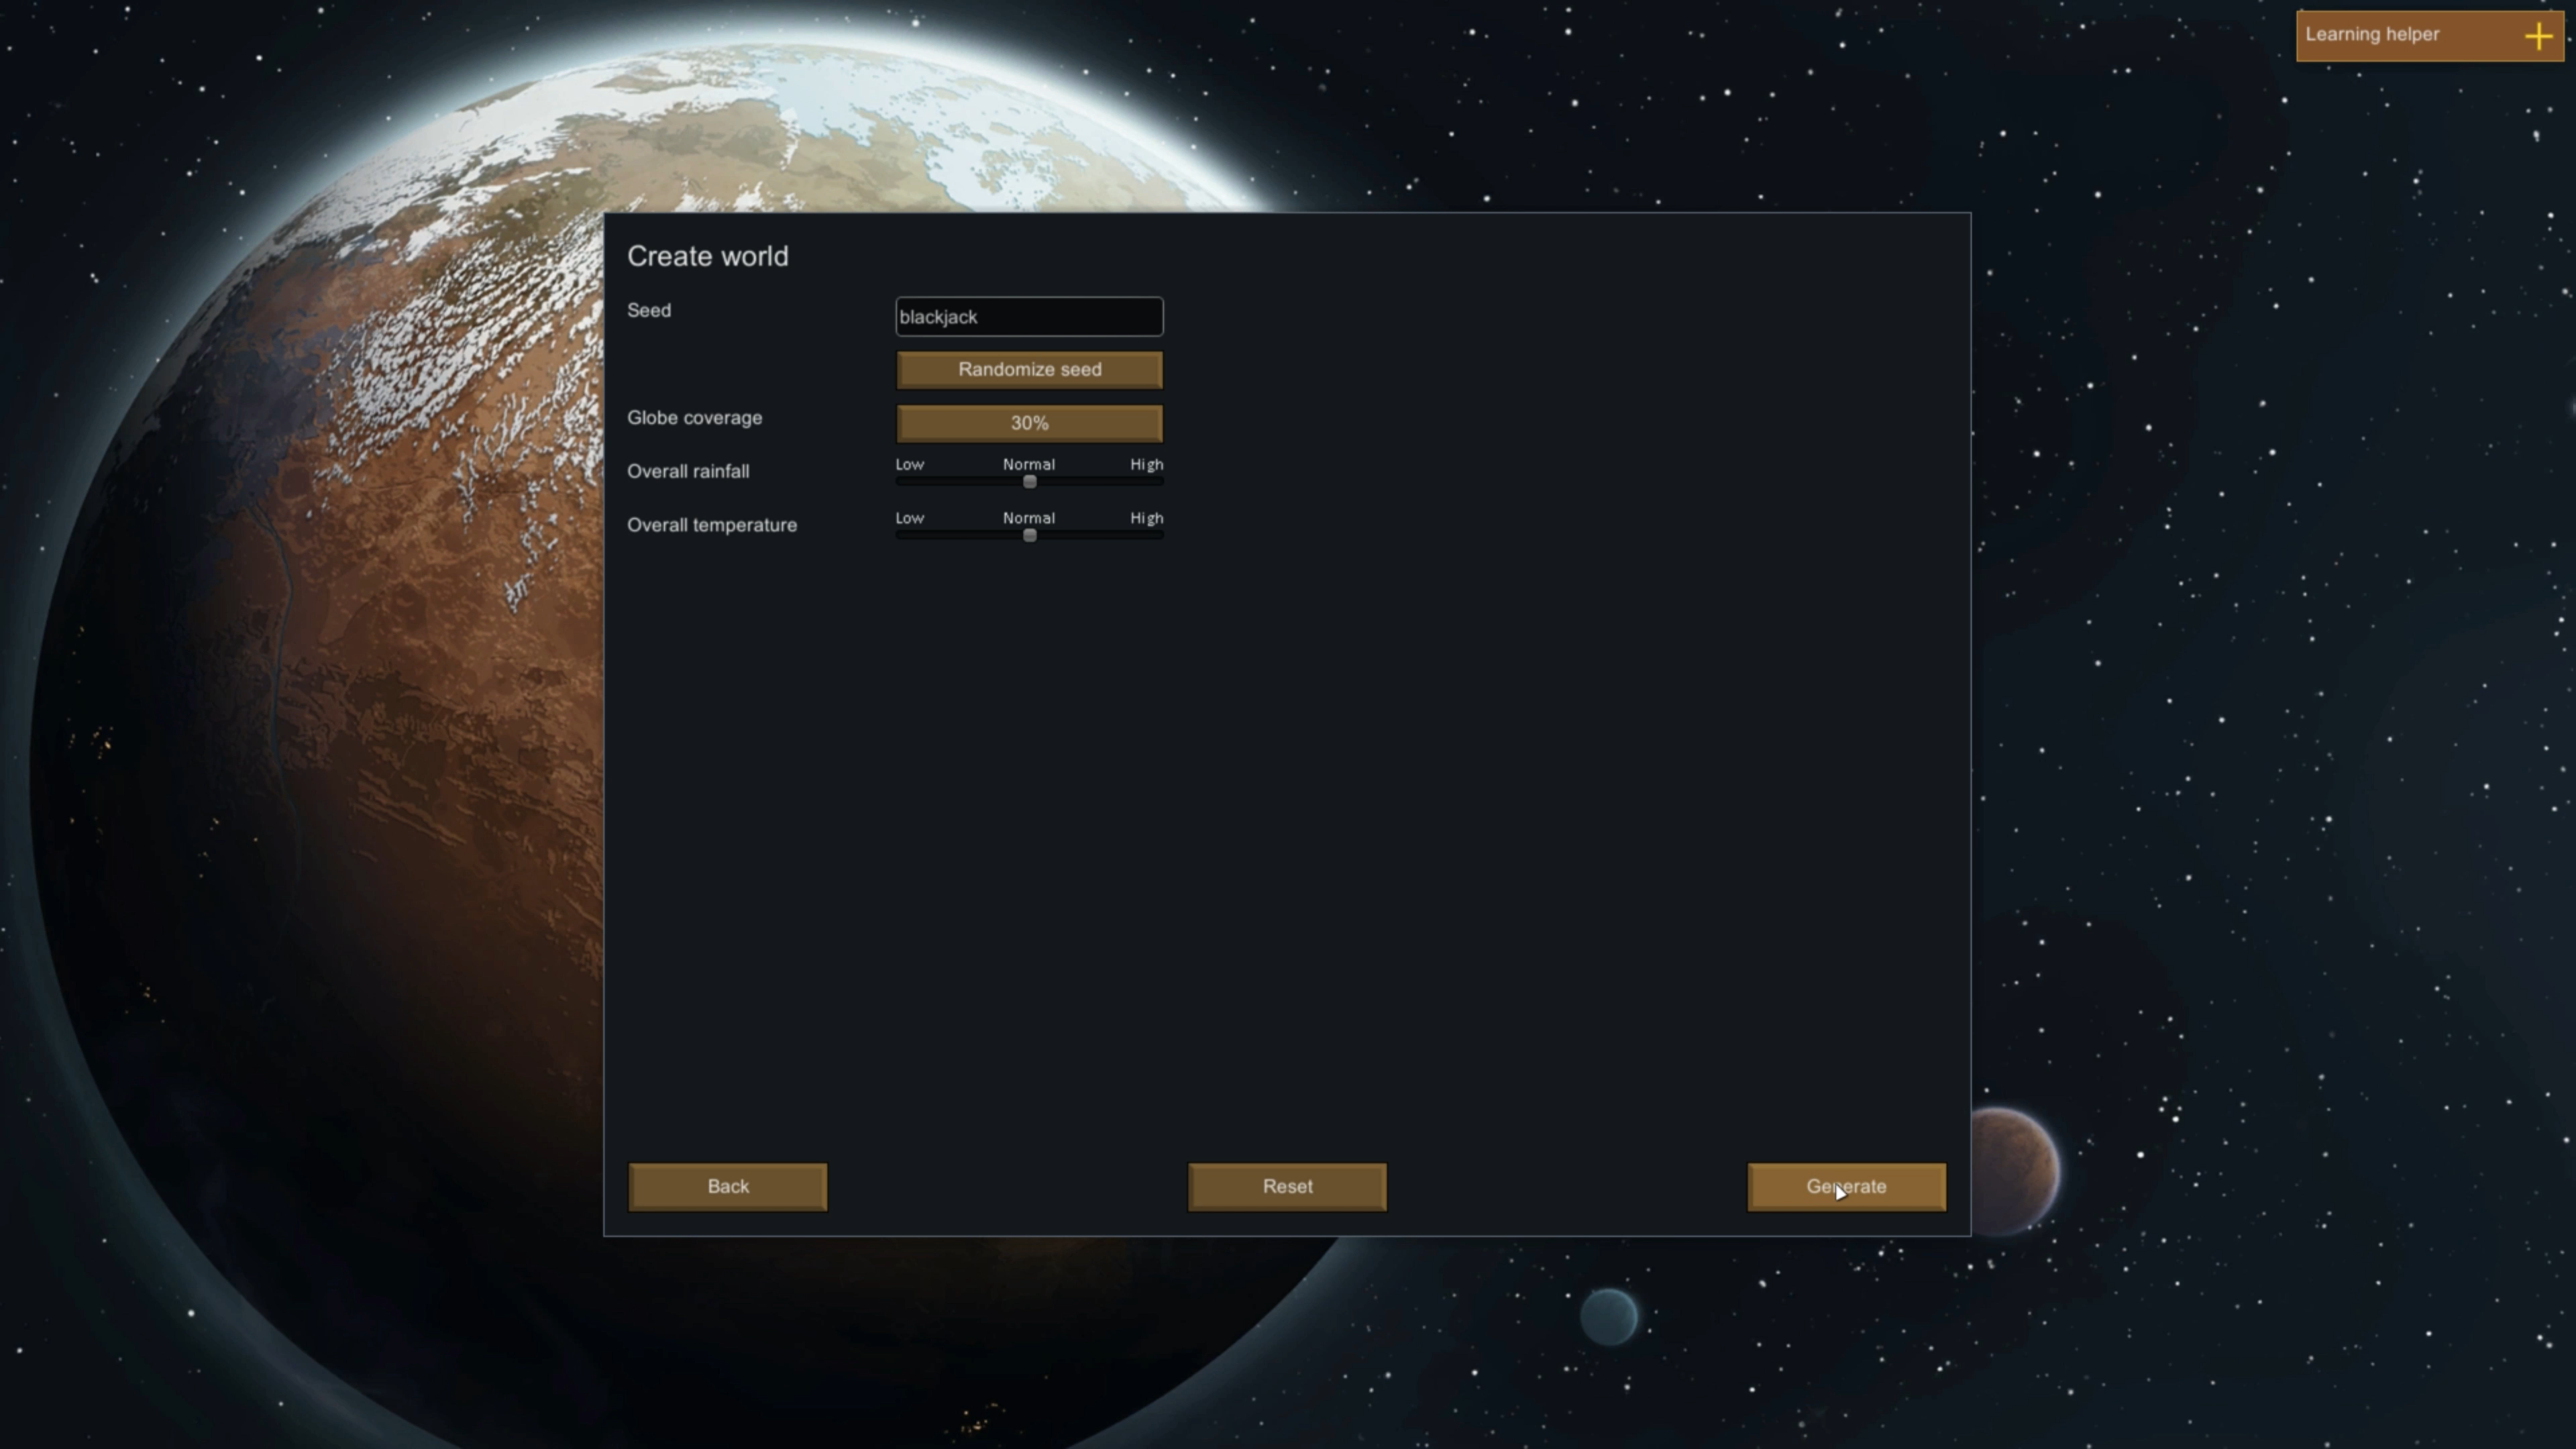 Learning helper
Create world
Seed
blackjack
Randomize seed
Globe coverage
30%
Overall rainfall
Low Normal High
Overall temperature
Low Normal High
Back
Reset
Generate